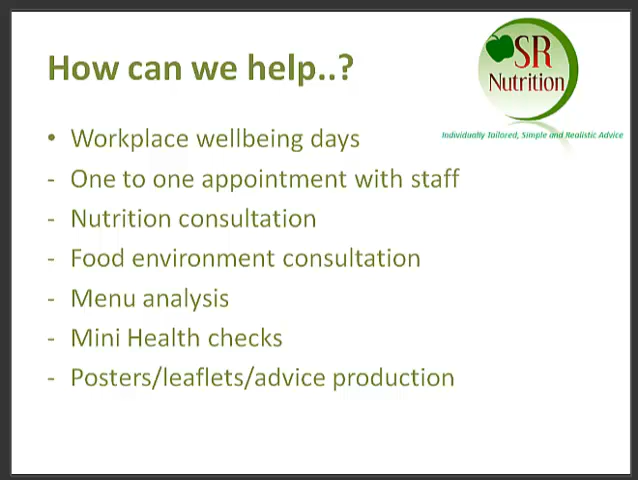 How can we help..?
SR
Nutrition
Individually Tailored, Simple and Realistic Advice
• Workplace wellbeing days
- One to one appointment with staff
- Nutrition consultation
- Food environment consultation
- Menu analysis
- Mini Health checks
- Posters/leaflets/advice production